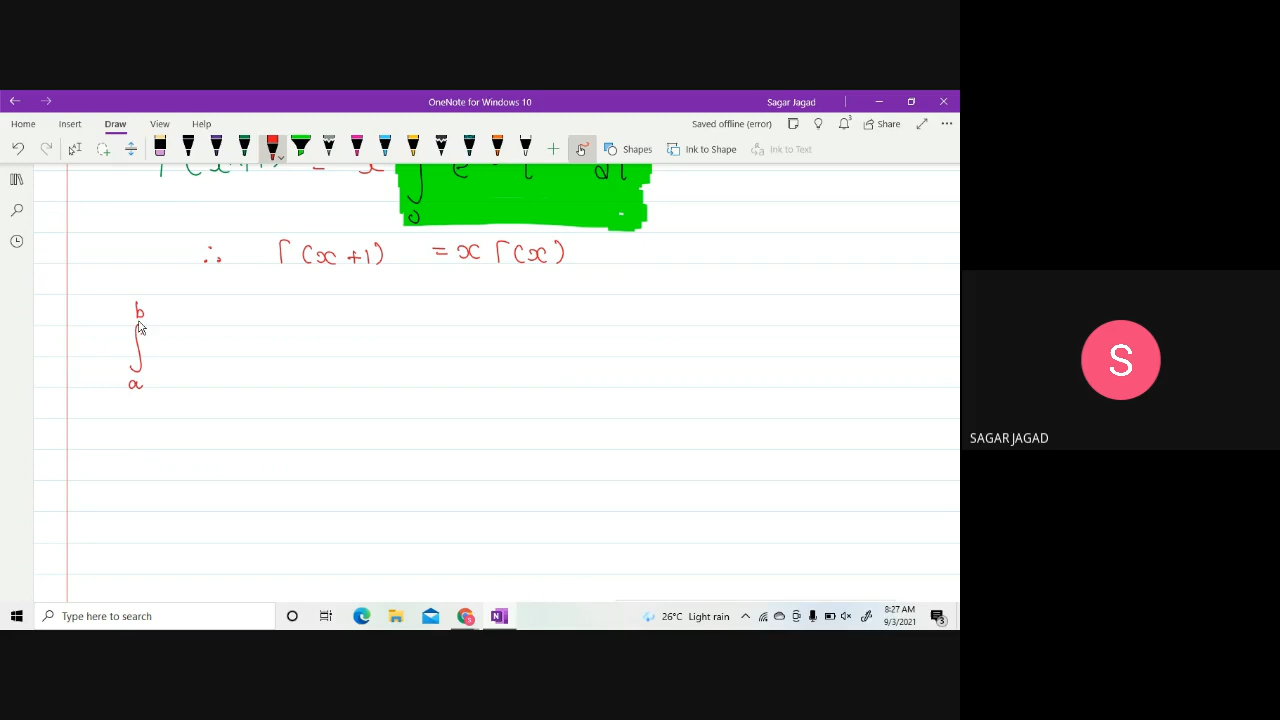 OneNote for Windows 10
Sagar Jagad
Home Insert Draw View Help
Saved offline (error)
Share
Shapes
Ink to Shape
Ink to Text
0
∴ Γ(x+1) = x Γ(x)
b
∫
a
S
SAGAR JAGAD
Type here to search
26°C Light rain
8:27 AM
9/3/2021
3